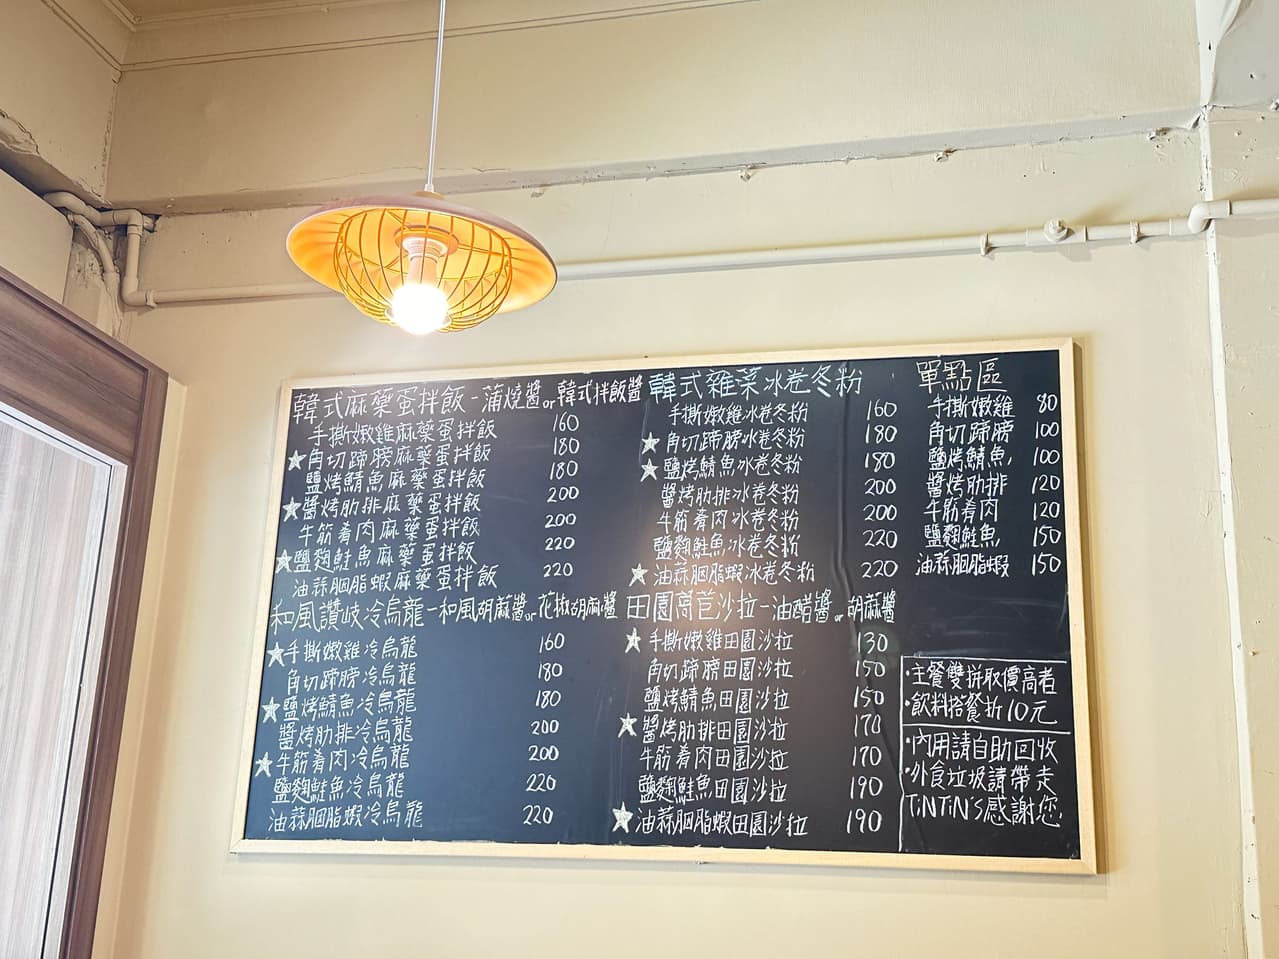 韓式麻藥蛋拌飯-蒲燒醬or韓式拌飯醬
手撕嫩雞麻藥蛋拌飯 160
★角切蹄膀麻藥蛋拌飯 180
鹽烤鯖魚麻藥蛋拌飯 180
★醬烤肋排麻藥蛋拌飯 200
牛筋肴肉麻藥蛋拌飯 200
★鹽麴鮭魚麻藥蛋拌飯 220
油蒜胭脂蝦麻藥蛋拌飯 220
和風讚岐冷烏龍-和風胡麻醬or花椒胡麻醬
★手撕嫩雞冷烏龍 160
角切蹄膀冷烏龍 180
★鹽烤鯖魚冷烏龍 180
醬烤肋排冷烏龍 200
★牛筋肴肉冷烏龍 200
鹽麴鮭魚冷烏龍 220
油蒜胭脂蝦冷烏龍 220
韓式雜菜冰卷冬粉
手撕嫩雞冰卷冬粉 160
★角切蹄膀冰卷冬粉 180
★鹽烤鯖魚冰卷冬粉 180
醬烤肋排冰卷冬粉 200
牛筋肴肉冰卷冬粉 200
鹽麴鮭魚冰卷冬粉 220
★油蒜胭脂蝦冰卷冬粉 220
田園萵苣沙拉-油醋醬or胡麻醬
★手撕嫩雞田園沙拉 130
角切蹄膀田園沙拉 150
鹽烤鯖魚田園沙拉 150
★醬烤肋排田園沙拉 170
牛筋肴肉田園沙拉 170
鹽麴鮭魚田園沙拉 190
★油蒜胭脂蝦田園沙拉 190
單點區
手撕嫩雞 80
角切蹄膀 100
鹽烤鯖魚 100
醬烤肋排 120
牛筋肴肉 120
鹽麴鮭魚 150
油蒜胭脂蝦 150
·主餐雙拼取價高者
·飲料搭餐折10元
·內用請自助回收
·外食垃圾請帶走
TiNTiN'S感謝您